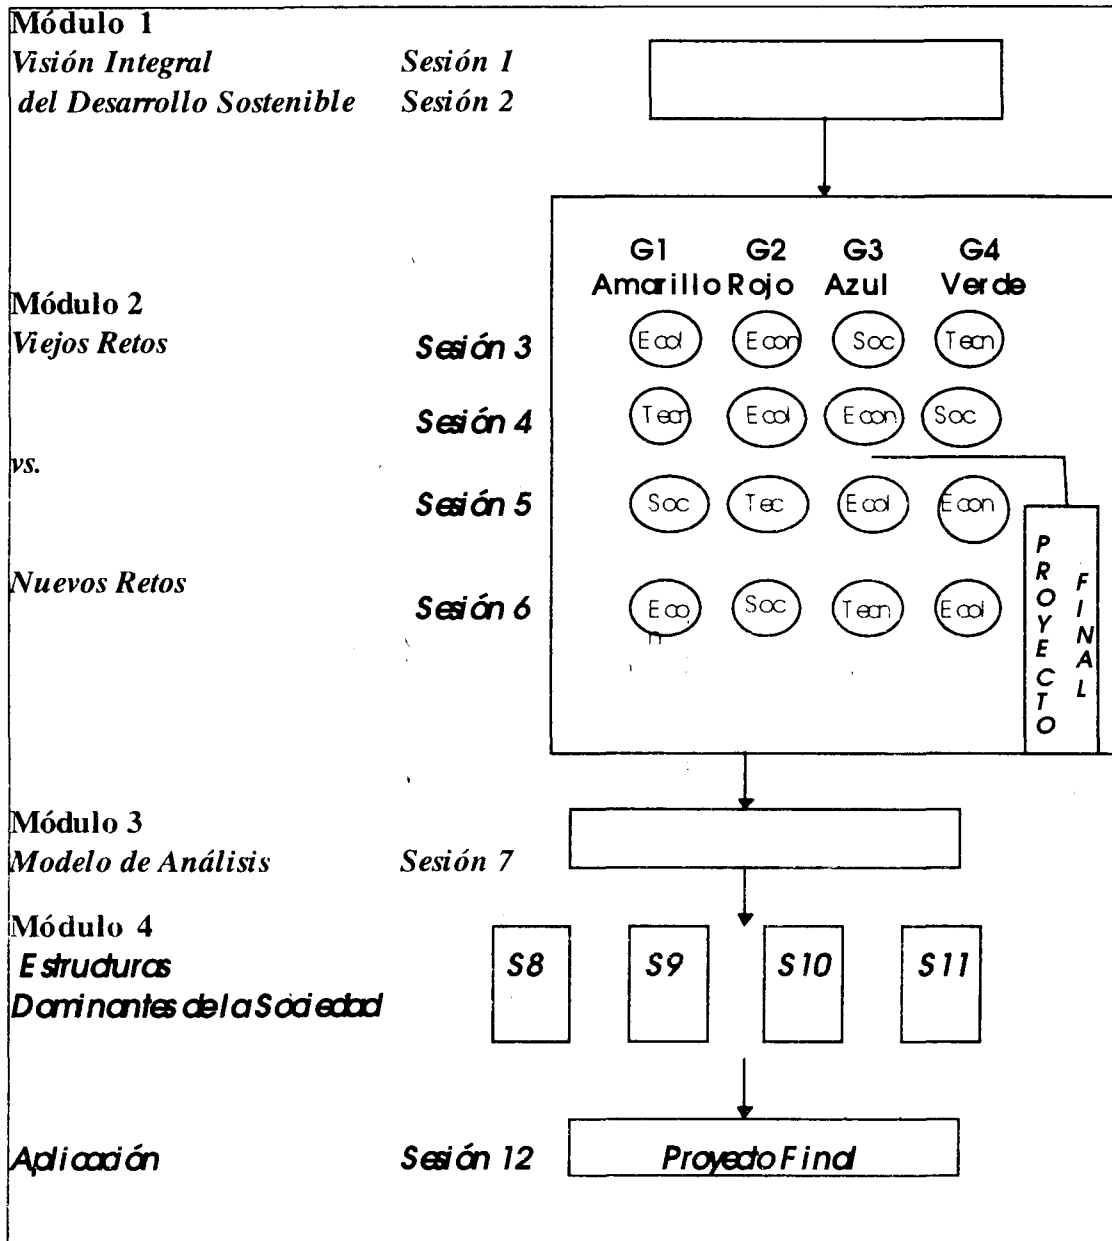 Módulo 1
Visión Integral Sesión 1
del Desarrollo Sostenible Sesión 2
G1 G2 G3 G4
Amarillo Rojo Azul Verde
Módulo 2
Viejos Retos Sesión 3 Ecol Econ Soc Tecn
Sesión 4 Tecn Ecol Econ Soc
vs.
Sesión 5 Soc Tec Ecol Econ
Nuevos Retos
Sesión 6 Econ Soc Tecn Ecol
PROYECTO
FINAL
Módulo 3
Modelo de Análisis Sesión 7
Módulo 4
Estructuras S8 S9 S10 S11
Dominantes de la Sociedad
Aplicación Sesión 12 Proyecto Final